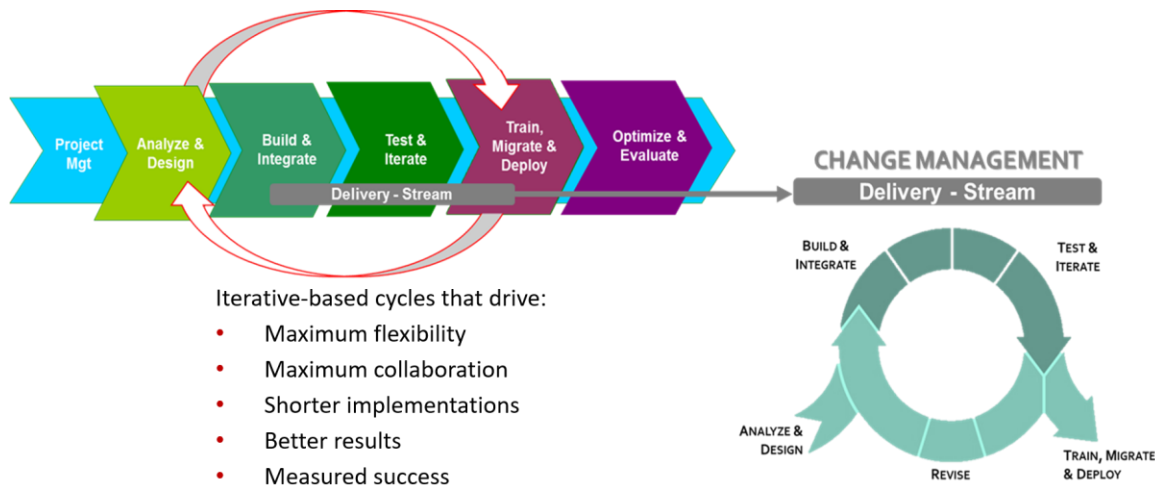 Project
Mgt
Analyze &
Design
Build &
Integrate
Test &
Iterate
Train,
Migrate &
Deploy
Optimize &
Evaluate
Delivery - Stream
CHANGE MANAGEMENT
Delivery - Stream
BUILD &
INTEGRATE
TEST &
ITERATE
ANALYZE &
DESIGN
REVISE
TRAIN, MIGRATE
& DEPLOY
Iterative-based cycles that drive:
• Maximum flexibility
• Maximum collaboration
• Shorter implementations
• Better results
• Measured success